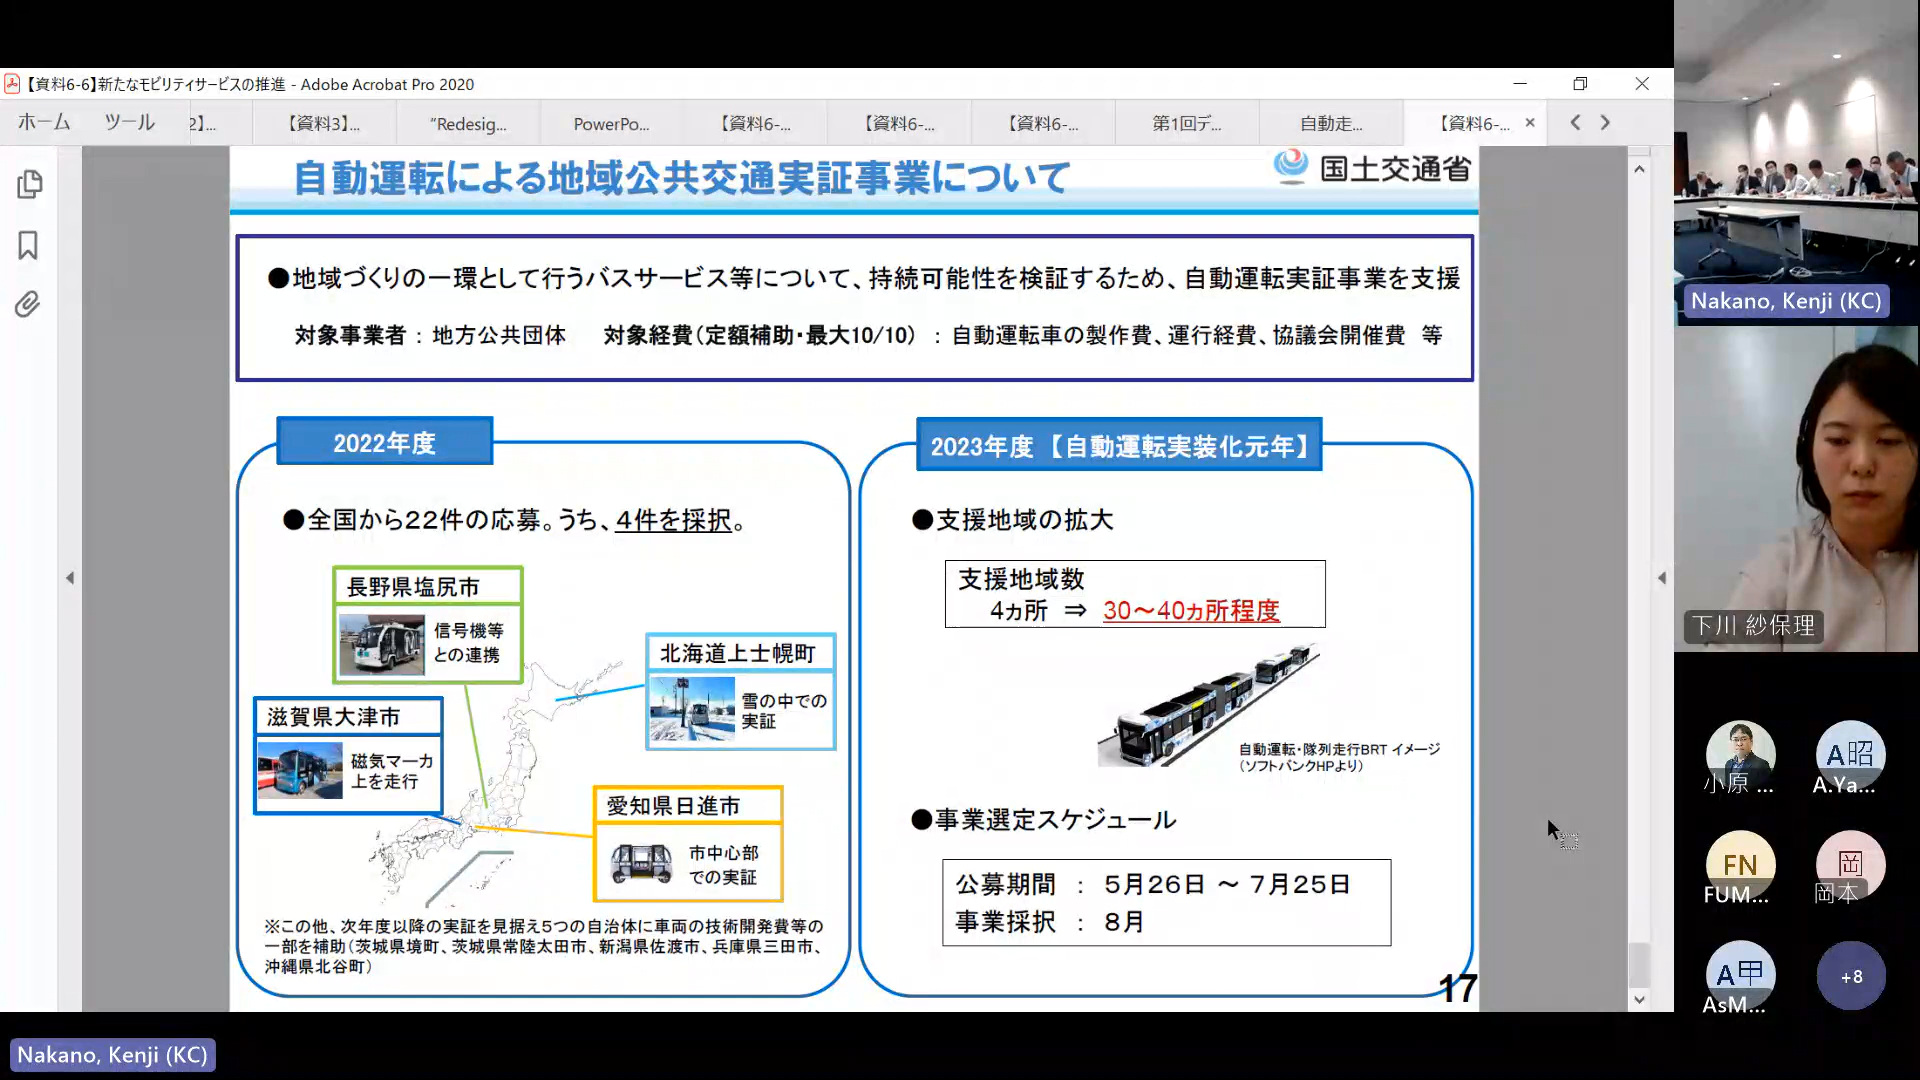 【資料6-6】新たなモビリティサービスの推進 - Adobe Acrobat Pro 2020
ホーム ツール 2】... 【資料3】... “Redesig... PowerPo... 【資料6-... 【資料6-... 【資料6-... 第1回デ... 自動走... 【資料6-...
自動運転による地域公共交通実証事業について
国土交通省
●地域づくりの一環として行うバスサービス等について、持続可能性を検証するため、自動運転実証事業を支援
対象事業者 : 地方公共団体 対象経費（定額補助・最大10/10） : 自動運転車の製作費、運行経費、協議会開催費 等
2022年度
●全国から22件の応募。うち、4件を採択。
長野県塩尻市
信号機等
との連携
北海道上士幌町
雪の中での
実証
滋賀県大津市
磁気マーカ
上を走行
愛知県日進市
市中心部
での実証
※この他、次年度以降の実証を見据え5つの自治体に車両の技術開発費等の
一部を補助（茨城県境町、茨城県常陸太田市、新潟県佐渡市、兵庫県三田市、
沖縄県北谷町）
2023年度 【自動運転実装化元年】
●支援地域の拡大
支援地域数
4ヵ所 ⇒ 30～40ヵ所程度
自動運転・隊列走行BRT イメージ
（ソフトバンクHPより）
●事業選定スケジュール
公募期間 : 5月26日 ～ 7月25日
事業採択 : 8月
17
Nakano, Kenji (KC)
下川 紗保理
小原 ...
A昭
A.Ya...
FN
FUM...
岡
岡本
A甲
AsM...
+8
Nakano, Kenji (KC)